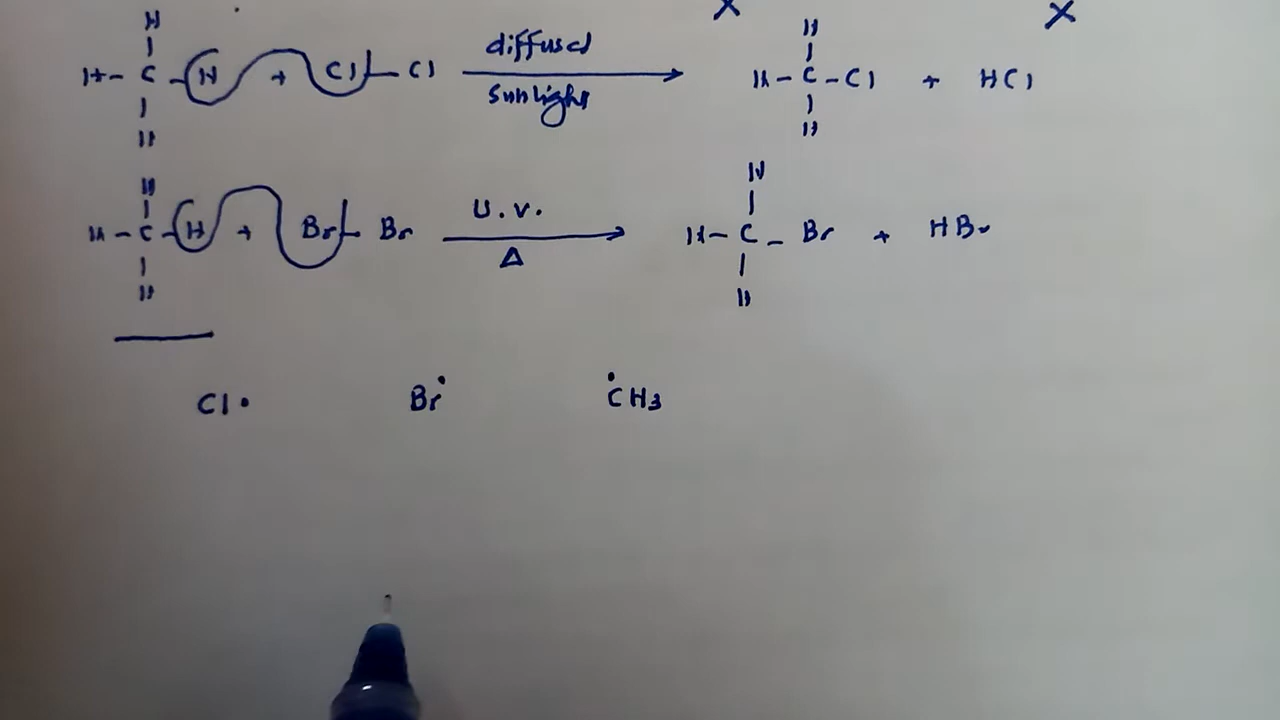 X X
H H
| |
H - C - H + Cl - Cl diffused sunlight → H - C - Cl + HCl
| |
H H
H H
| |
H - C - H + Br - Br U.V. Δ → H - C - Br + HBr
| |
H H
Cl• Br• •CH3